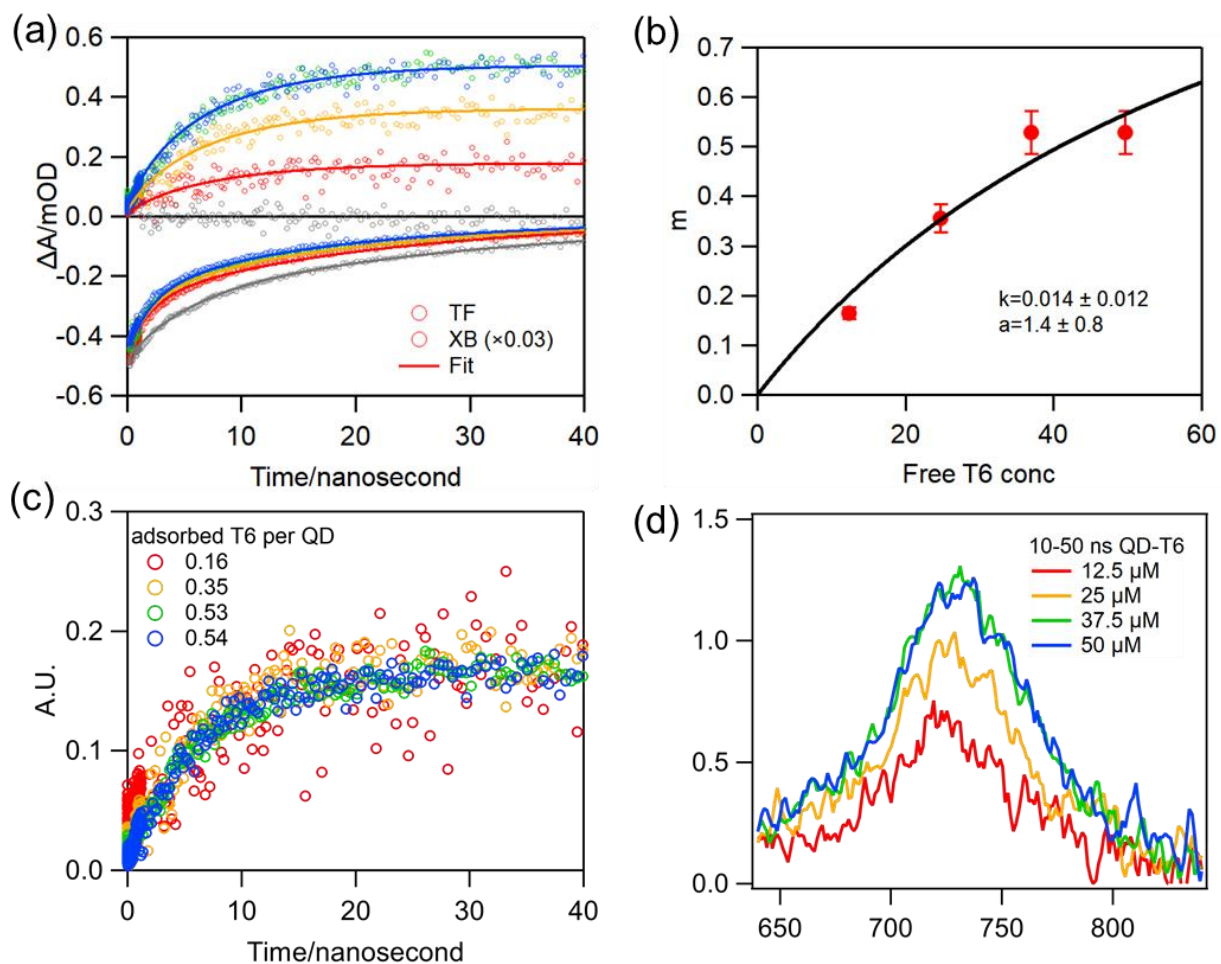 (a)
0.6
0.4
0.2
0.0
-0.2
-0.4
-0.6
ΔΔA/mOD
TF
XB (×0.03)
Fit
0
10
20
30
40
Time/nanosecond
(b)
0.7
0.6
0.5
0.4
0.3
0.2
0.1
0.0
m
k=0.014 ± 0.012
a=1.4 ± 0.8
0
20
40
60
Free T6 conc
(c)
0.3
0.2
0.1
0.0
A.U.
adsorbed T6 per QD
0.16
0.35
0.53
0.54
0
10
20
30
40
Time/nanosecond
(d)
1.5
1.0
0.5
0.0
10-50 ns QD-T6
12.5 μM
25 μM
37.5 μM
50 μM
650
700
750
800